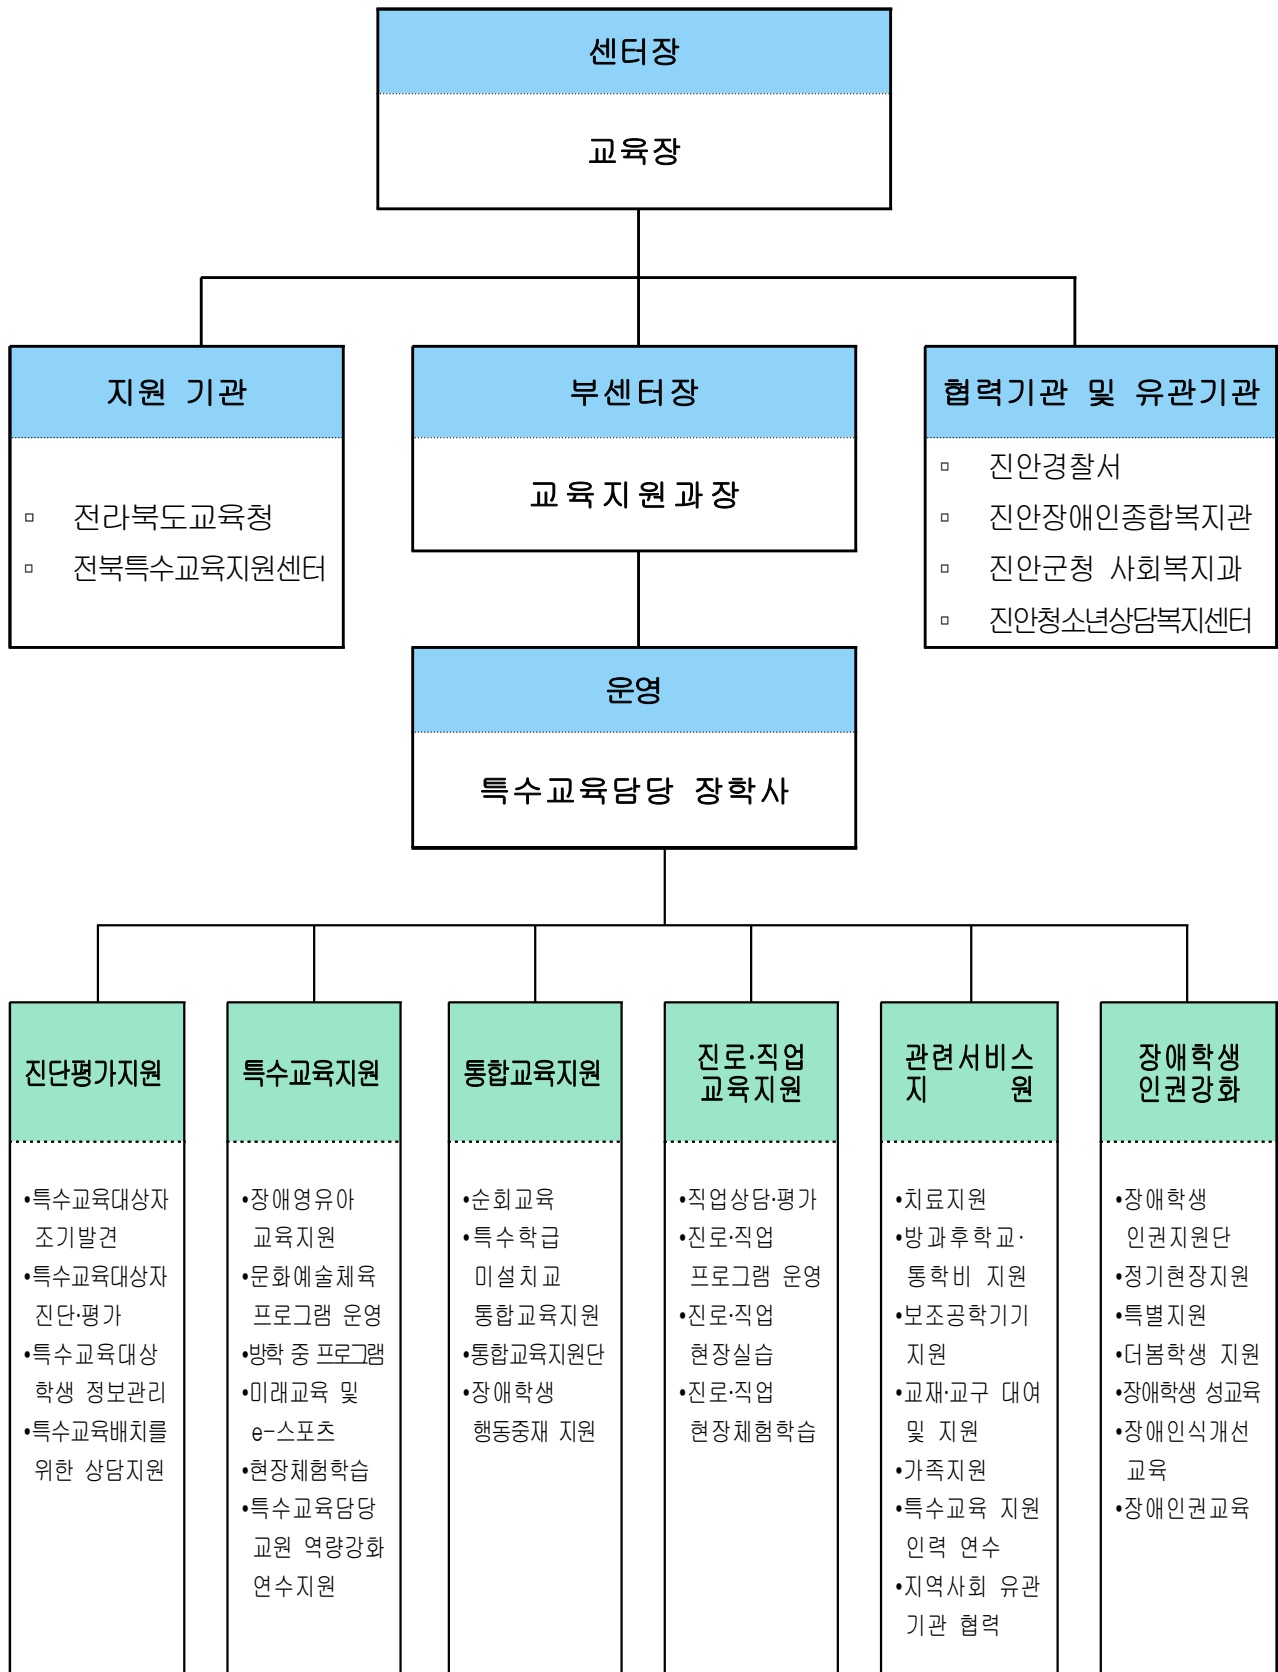 센터장
교육장
지원 기관
▫ 전라북도교육청
▫ 전북특수교육지원센터
부센터장
교육지원과장
협력기관 및 유관기관
▫ 진안경찰서
▫ 진안장애인종합복지관
▫ 진안군청 사회복지과
▫ 진안청소년상담복지센터
운영
특수교육담당 장학사
진단평가지원
•특수교육대상자
조기발견
•특수교육대상자
진단·평가
•특수교육대상
학생 정보관리
•특수교육배치를
위한 상담지원
특수교육지원
•장애영유아
교육지원
•문화예술체육
프로그램 운영
•방학 중 프로그램
•미래교육 및
e-스포츠
•현장체험학습
•특수교육담당
교원 역량강화
연수지원
통합교육지원
•순회교육
•특수학급
미설치교
통합교육지원
•통합교육지원단
•장애학생
행동중재 지원
진로·직업
교육지원
•직업상담·평가
•진로·직업
프로그램 운영
•진로·직업
현장실습
•진로·직업
현장체험학습
관련서비스
지 원
•치료지원
•방과후학교·
통학비 지원
•보조공학기기
지원
•교재·교구 대여
및 지원
•가족지원
•특수교육 지원
인력 연수
•지역사회 유관
기관 협력
장애학생
인권강화
•장애학생
인권지원단
•정기현장지원
•특별지원
•더봄학생 지원
•장애학생 성교육
•장애인식개선
교육
•장애인권교육